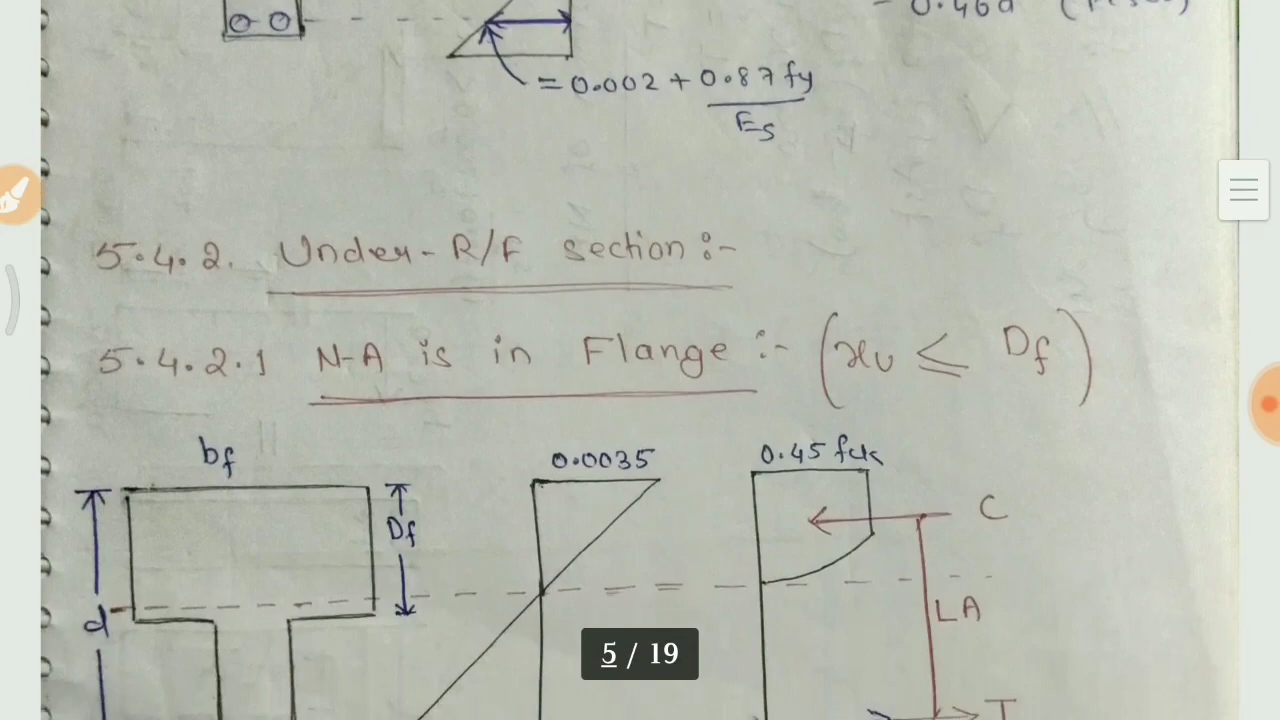 = 0.002 + 0.87 fy
Es
5.4.2. Under-R/F section :-
5.4.2.1 N-A is in Flange :- (xu ≤ Df)
bf
0.0035
0.45 fck
Df
C
d
LA
5 / 19
T